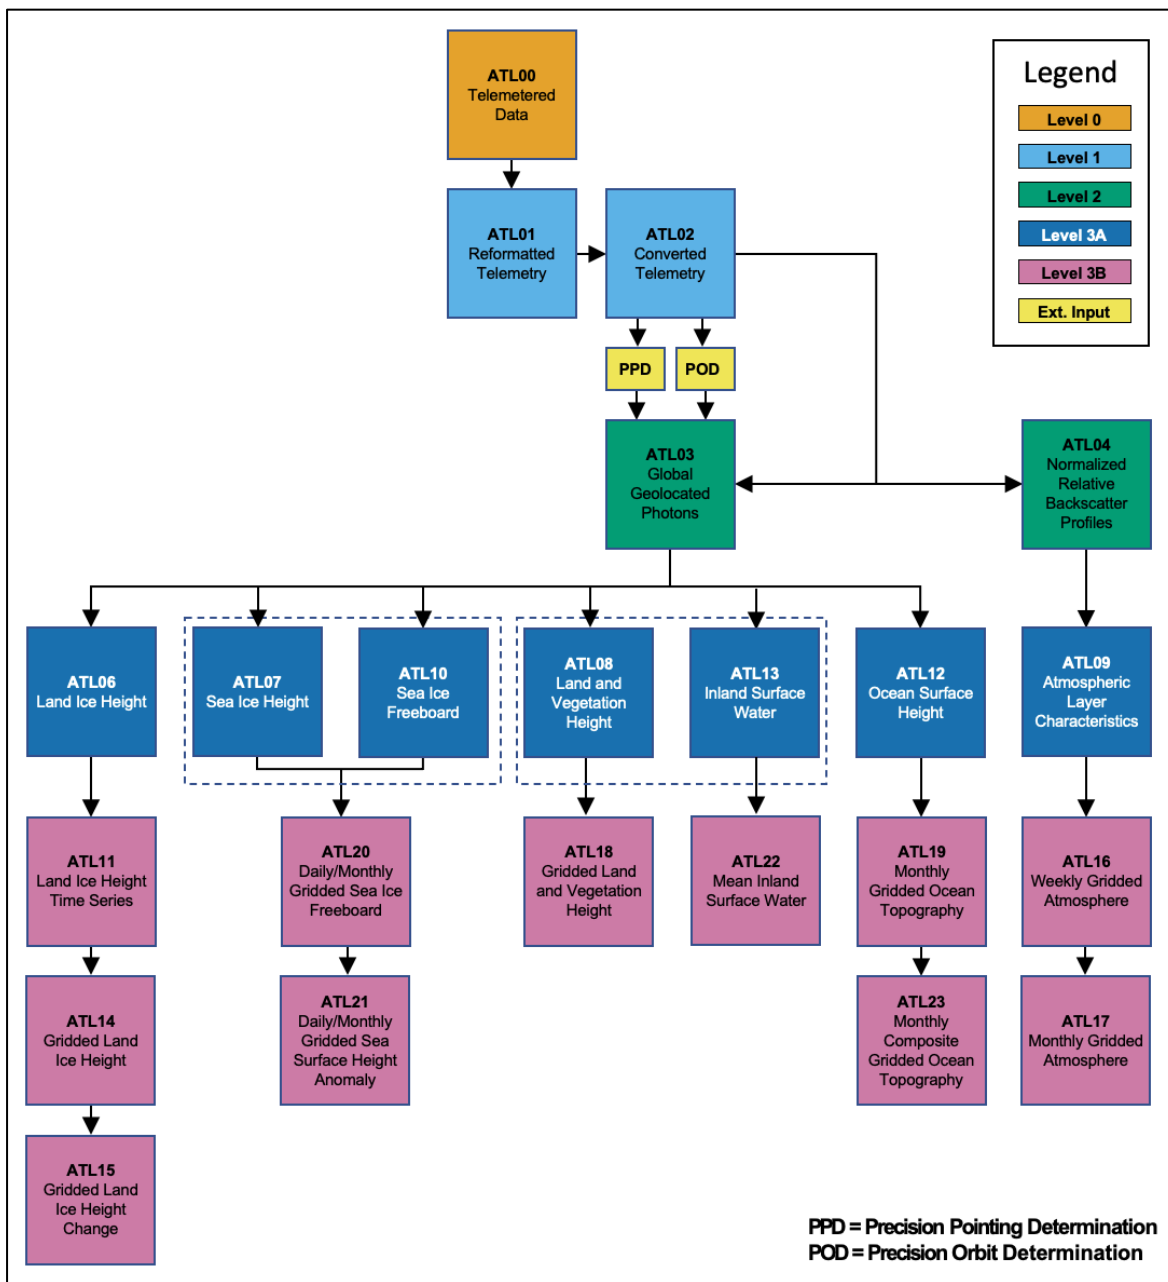 ATL00
Telemetered
Data
Legend
Level 0
Level 1
Level 2
Level 3A
Level 3B
Ext. Input
ATL01
Reformatted
Telemetry
ATL02
Converted
Telemetry
PPD
POD
ATL03
Global
Geolocated
Photons
ATL04
Normalized
Relative
Backscatter
Profiles
ATL06
Land Ice Height
ATL07
Sea Ice Height
ATL10
Sea Ice
Freeboard
ATL08
Land and
Vegetation
Height
ATL13
Inland Surface
Water
ATL12
Ocean Surface
Height
ATL09
Atmospheric
Layer
Characteristics
ATL11
Land Ice Height
Time Series
ATL20
Daily/Monthly
Gridded Sea Ice
Freeboard
ATL18
Gridded Land
and Vegetation
Height
ATL22
Mean Inland
Surface Water
ATL19
Monthly
Gridded Ocean
Topography
ATL16
Weekly Gridded
Atmosphere
ATL14
Gridded Land
Ice Height
ATL21
Daily/Monthly
Gridded Sea
Surface Height
Anomaly
ATL23
Monthly
Composite
Gridded Ocean
Topography
ATL17
Monthly Gridded
Atmosphere
ATL15
Gridded Land
Ice Height
Change
PPD = Precision Pointing Determination
POD = Precision Orbit Determination